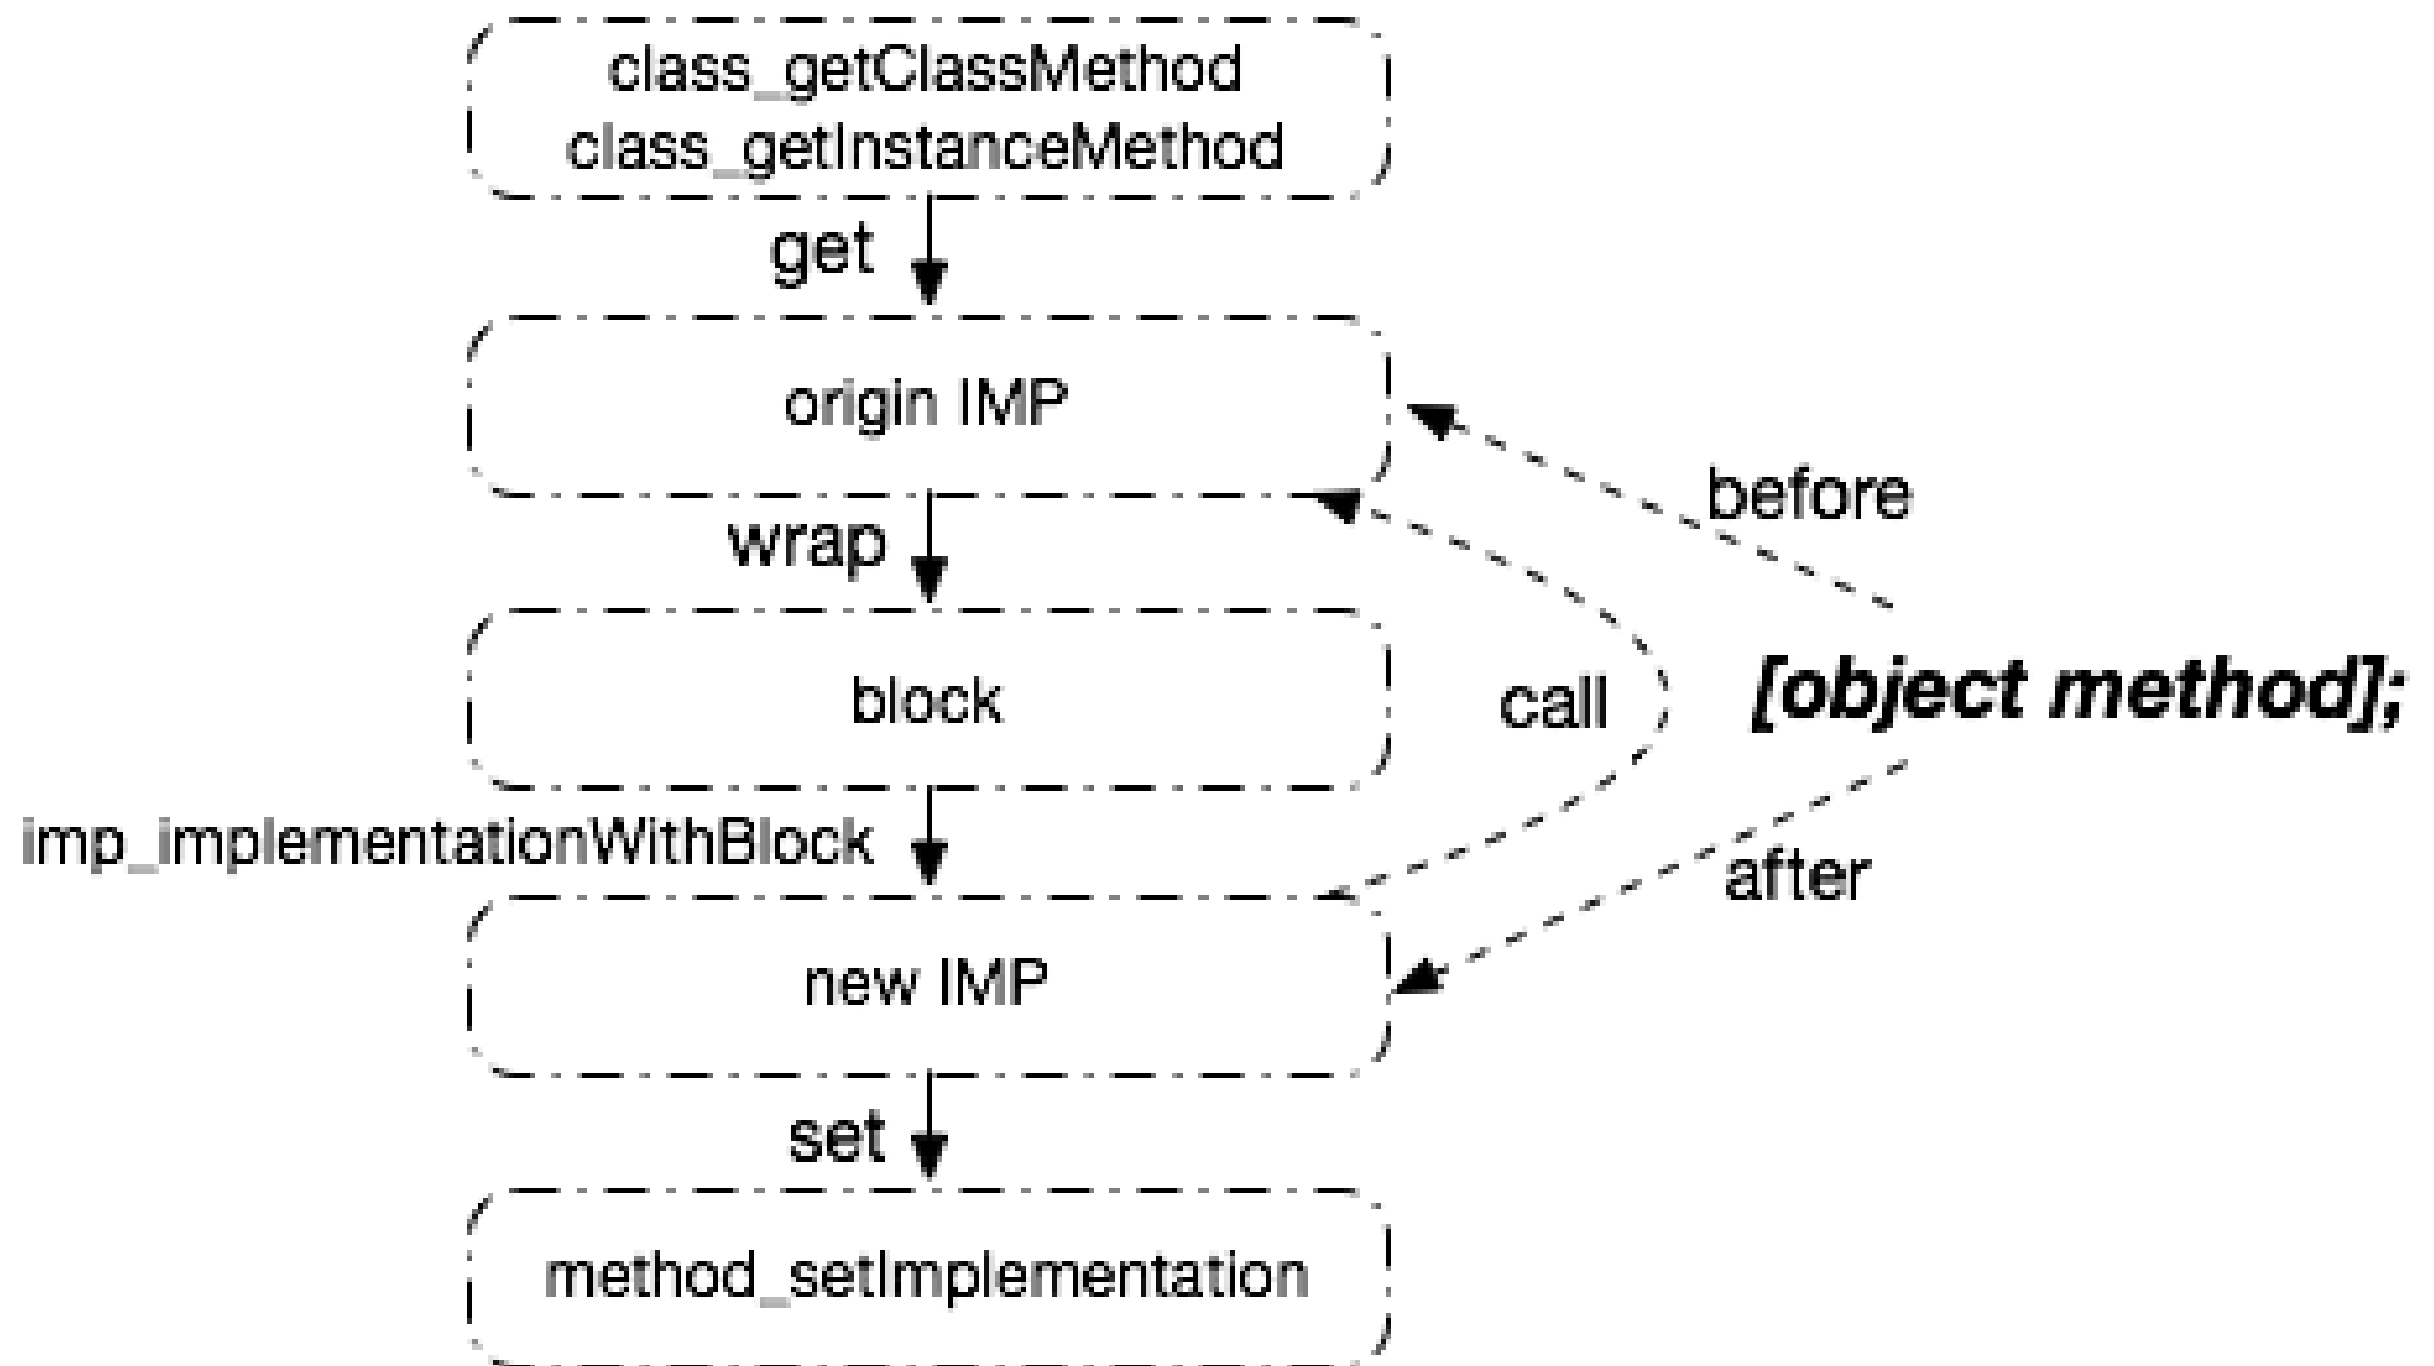 class_getClassMethod
class_getInstanceMethod
get
origin IMP
before
wrap
block
call
[object method];
imp_implementationWithBlock
after
new IMP
set
method_setImplementation